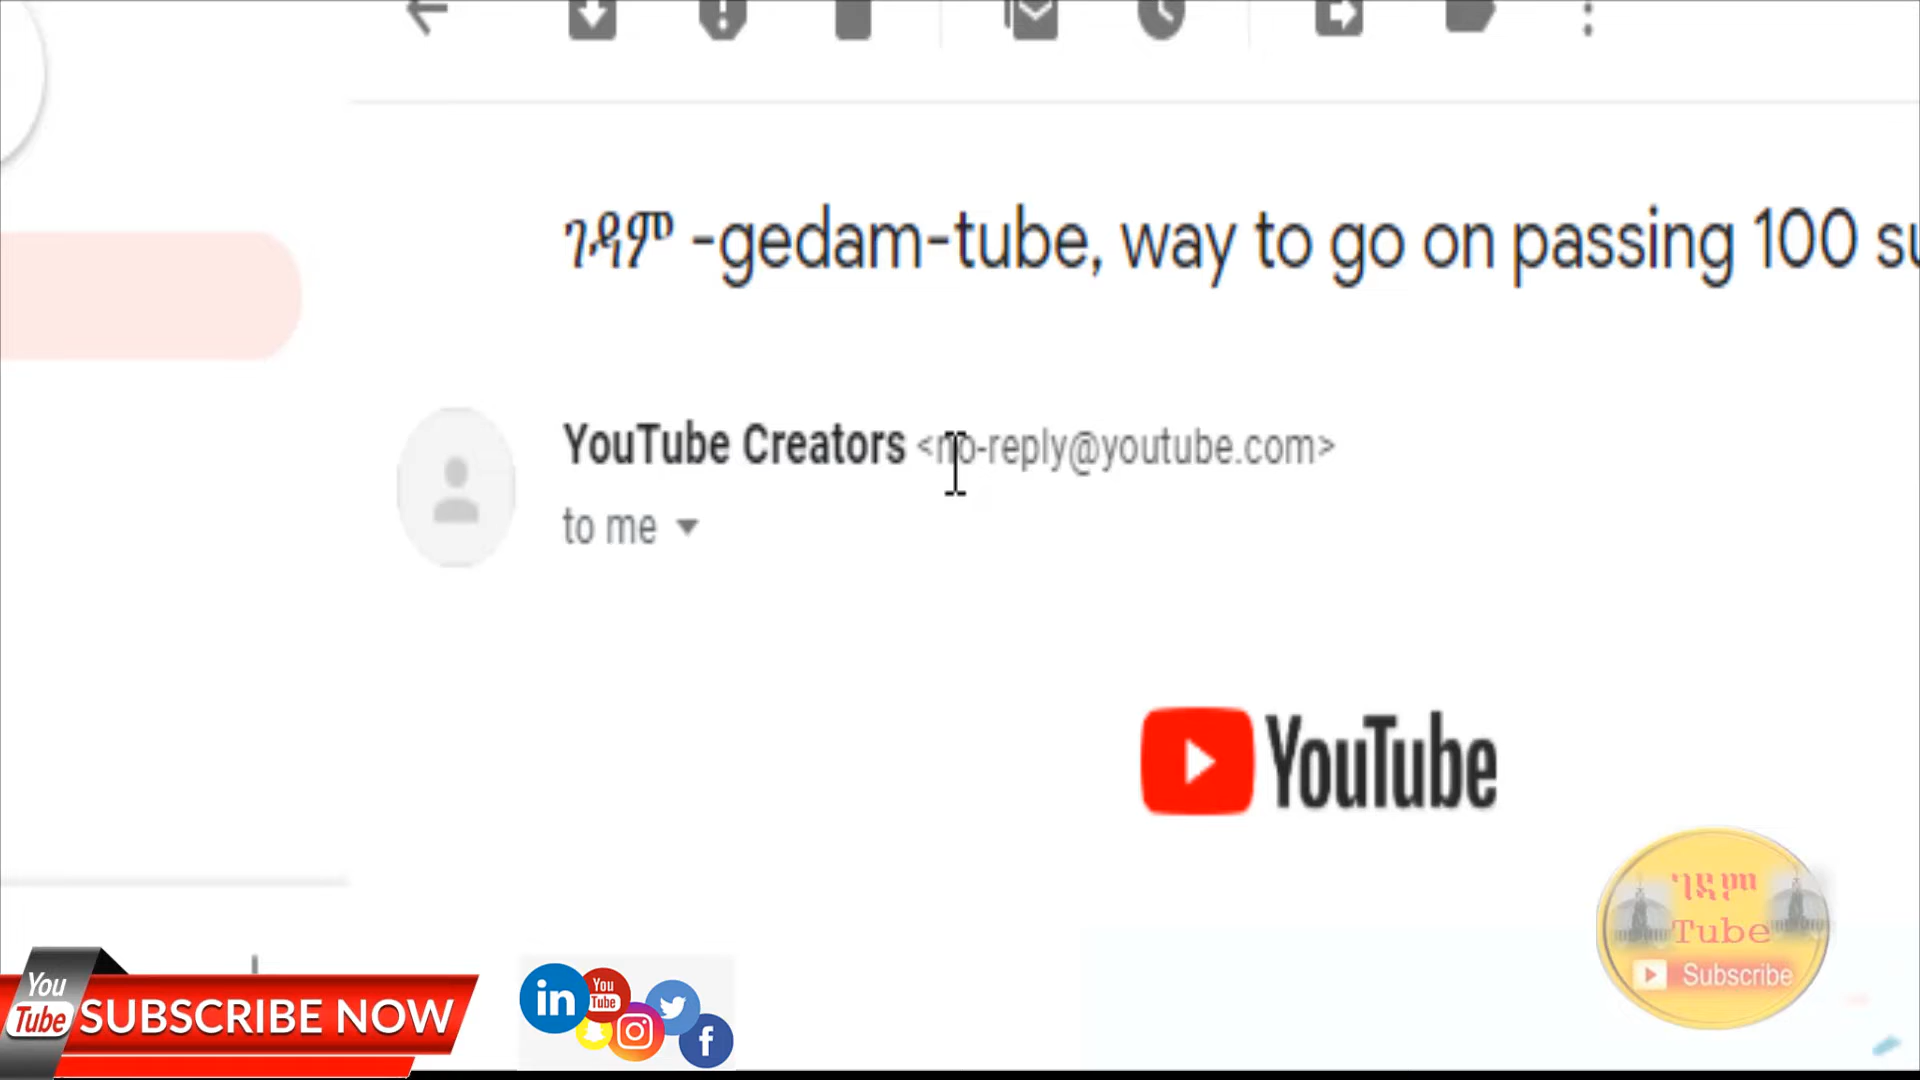 ገዳም -gedam-tube, way to go on passing 100 su
YouTube Creators <no-reply@youtube.com>
to me
YouTube
ገዳም
Tube
Subscribe
You
Tube
SUBSCRIBE NOW
in
You
Tube
f